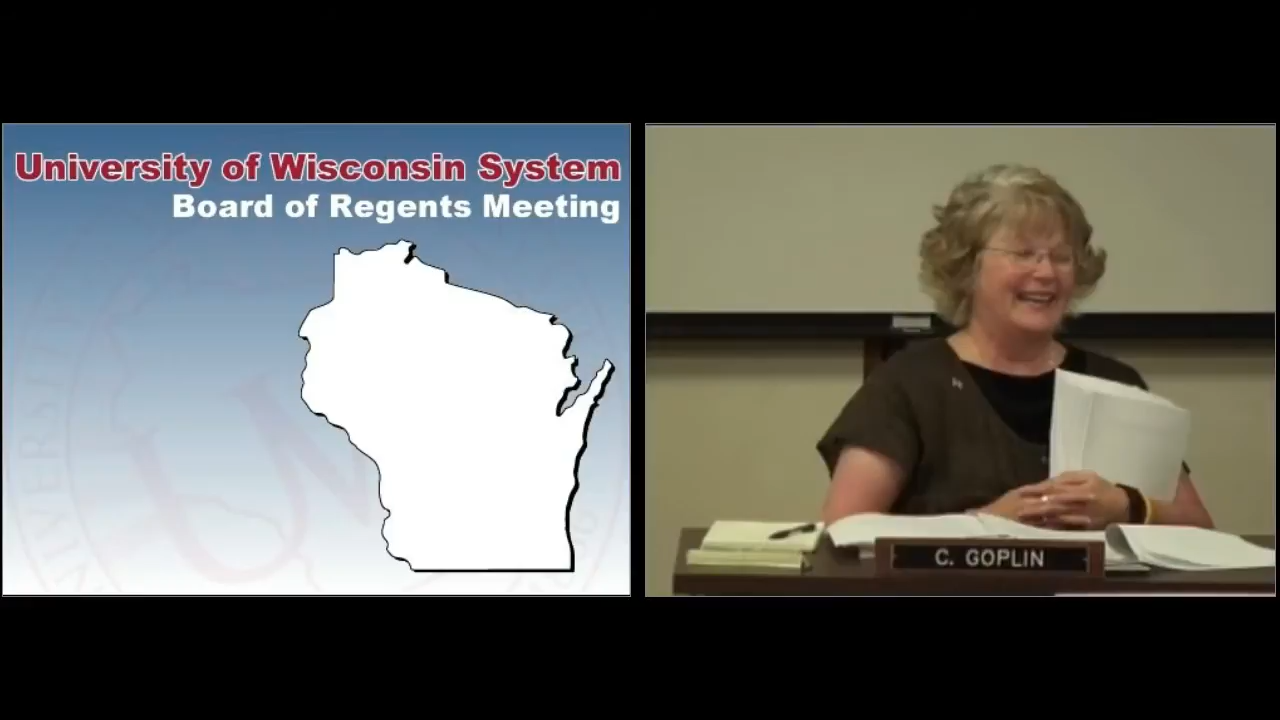 University of Wisconsin System
Board of Regents Meeting
C. GOPLIN